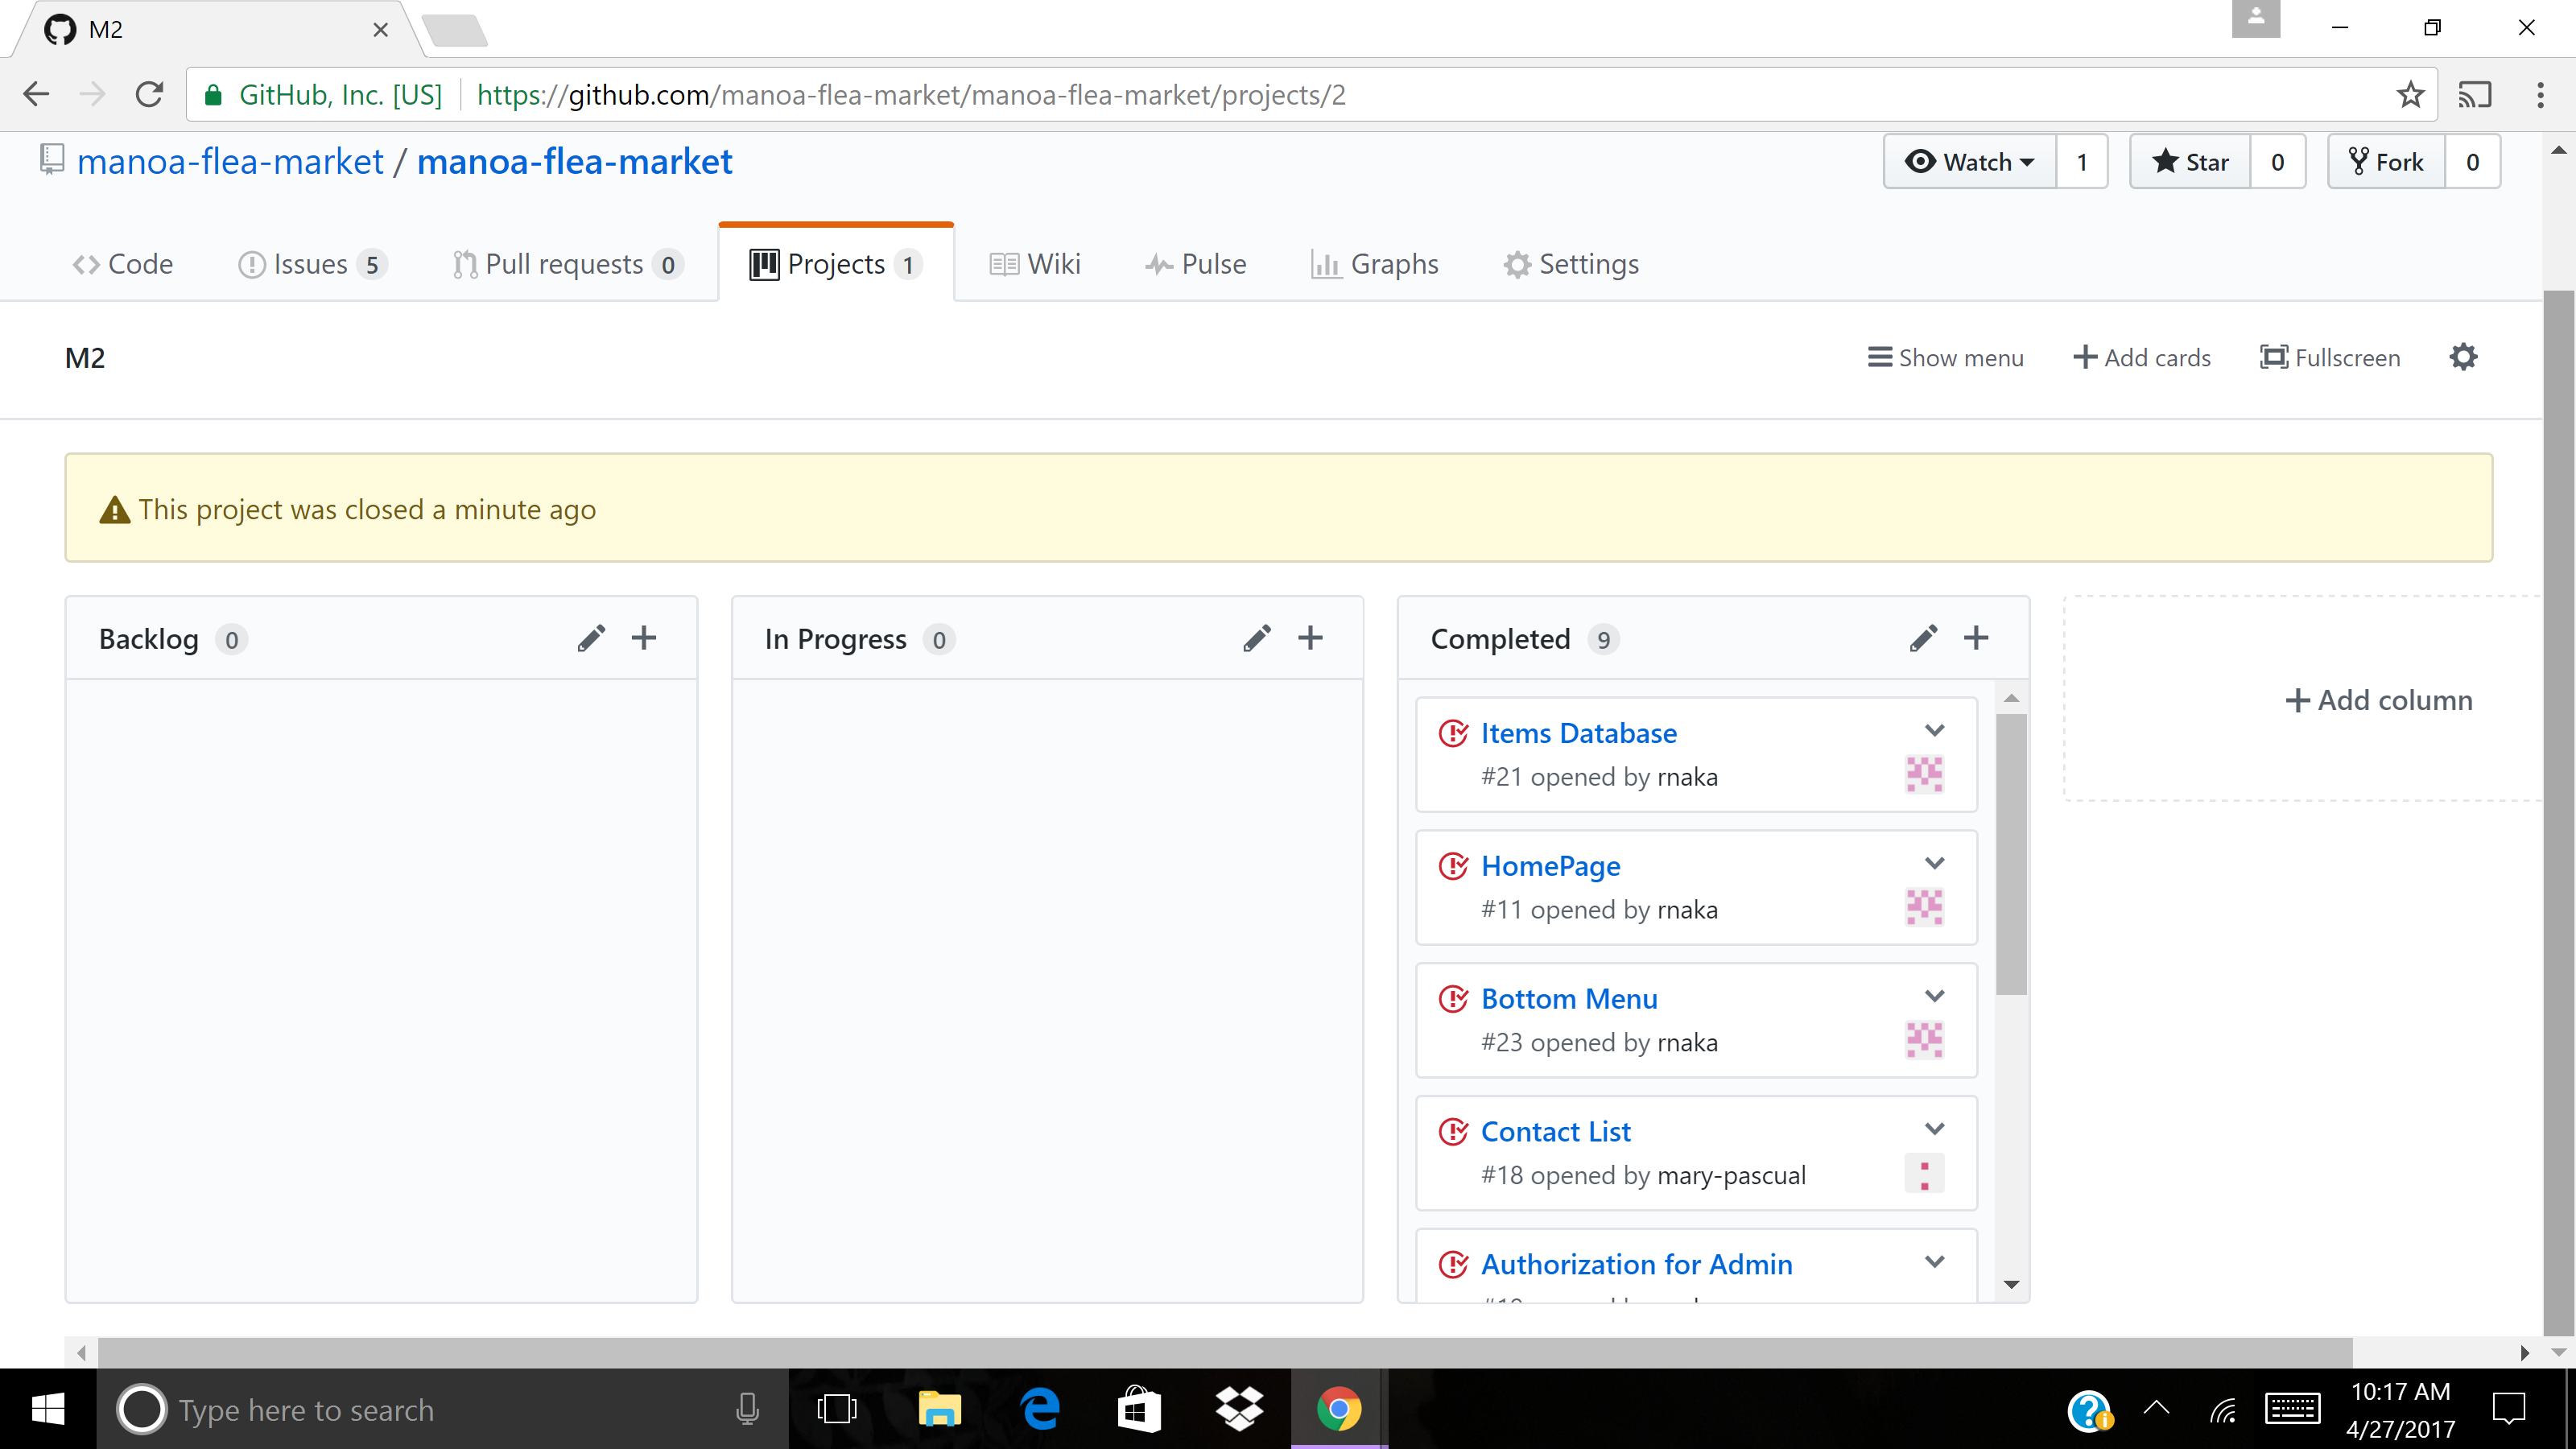 M2
GitHub, Inc. [US] https://github.com/manoa-flea-market/manoa-flea-market/projects/2
manoa-flea-market / manoa-flea-market
Watch 1 Star 0 Fork 0
Code Issues 5 Pull requests 0 Projects 1 Wiki Pulse Graphs Settings
M2
Show menu Add cards Fullscreen
This project was closed a minute ago
Backlog 0
In Progress 0
Completed 9
Items Database
#21 opened by rnaka
HomePage
#11 opened by rnaka
Bottom Menu
#23 opened by rnaka
Contact List
#18 opened by mary-pascual
Authorization for Admin
Add column
Type here to search
10:17 AM
4/27/2017